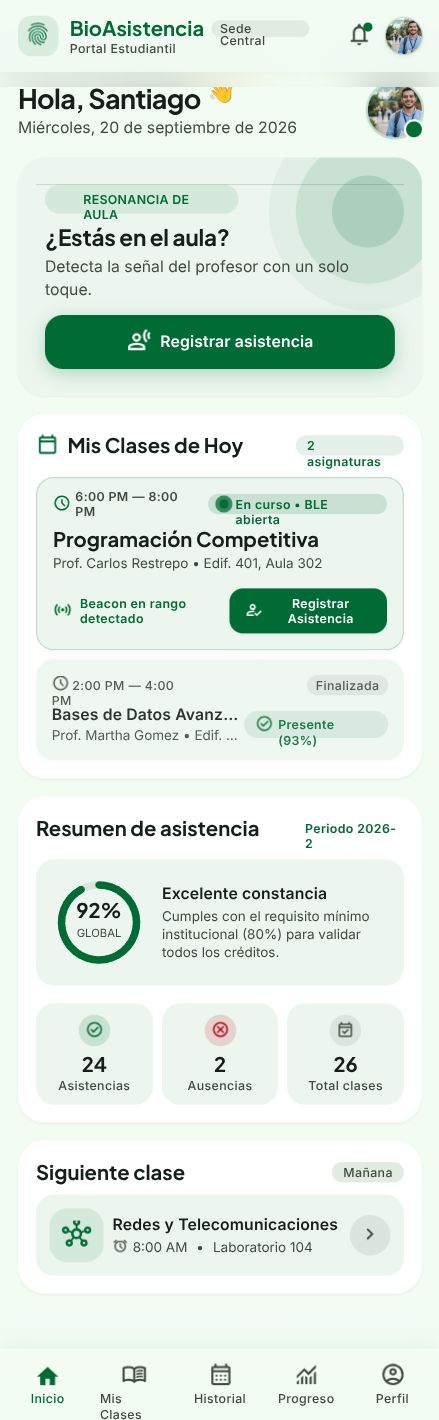 BioAsistencia
Sede
Central
Portal Estudiantil
Hola, Santiago 👋
Miércoles, 20 de septiembre de 2026
RESONANCIA DE
AULA
¿Estás en el aula?
Detecta la señal del profesor con un solo
toque.
Registrar asistencia
Mis Clases de Hoy
2
asignaturas
6:00 PM — 8:00
PM
En curso • BLE
abierta
Programación Competitiva
Prof. Carlos Restrepo • Edif. 401, Aula 302
Beacon en rango
detectado
Registrar
Asistencia
2:00 PM — 4:00
PM
Finalizada
Bases de Datos Avanz...
Prof. Martha Gomez • Edif. ...
Presente
(93%)
Resumen de asistencia
Periodo 2026-
2
92%
GLOBAL
Excelente constancia
Cumples con el requisito mínimo
institucional (80%) para validar
todos los créditos.
24
Asistencias
2
Ausencias
26
Total clases
Siguiente clase
Mañana
Redes y Telecomunicaciones
8:00 AM • Laboratorio 104
Inicio
Mis
Clases
Historial
Progreso
Perfil